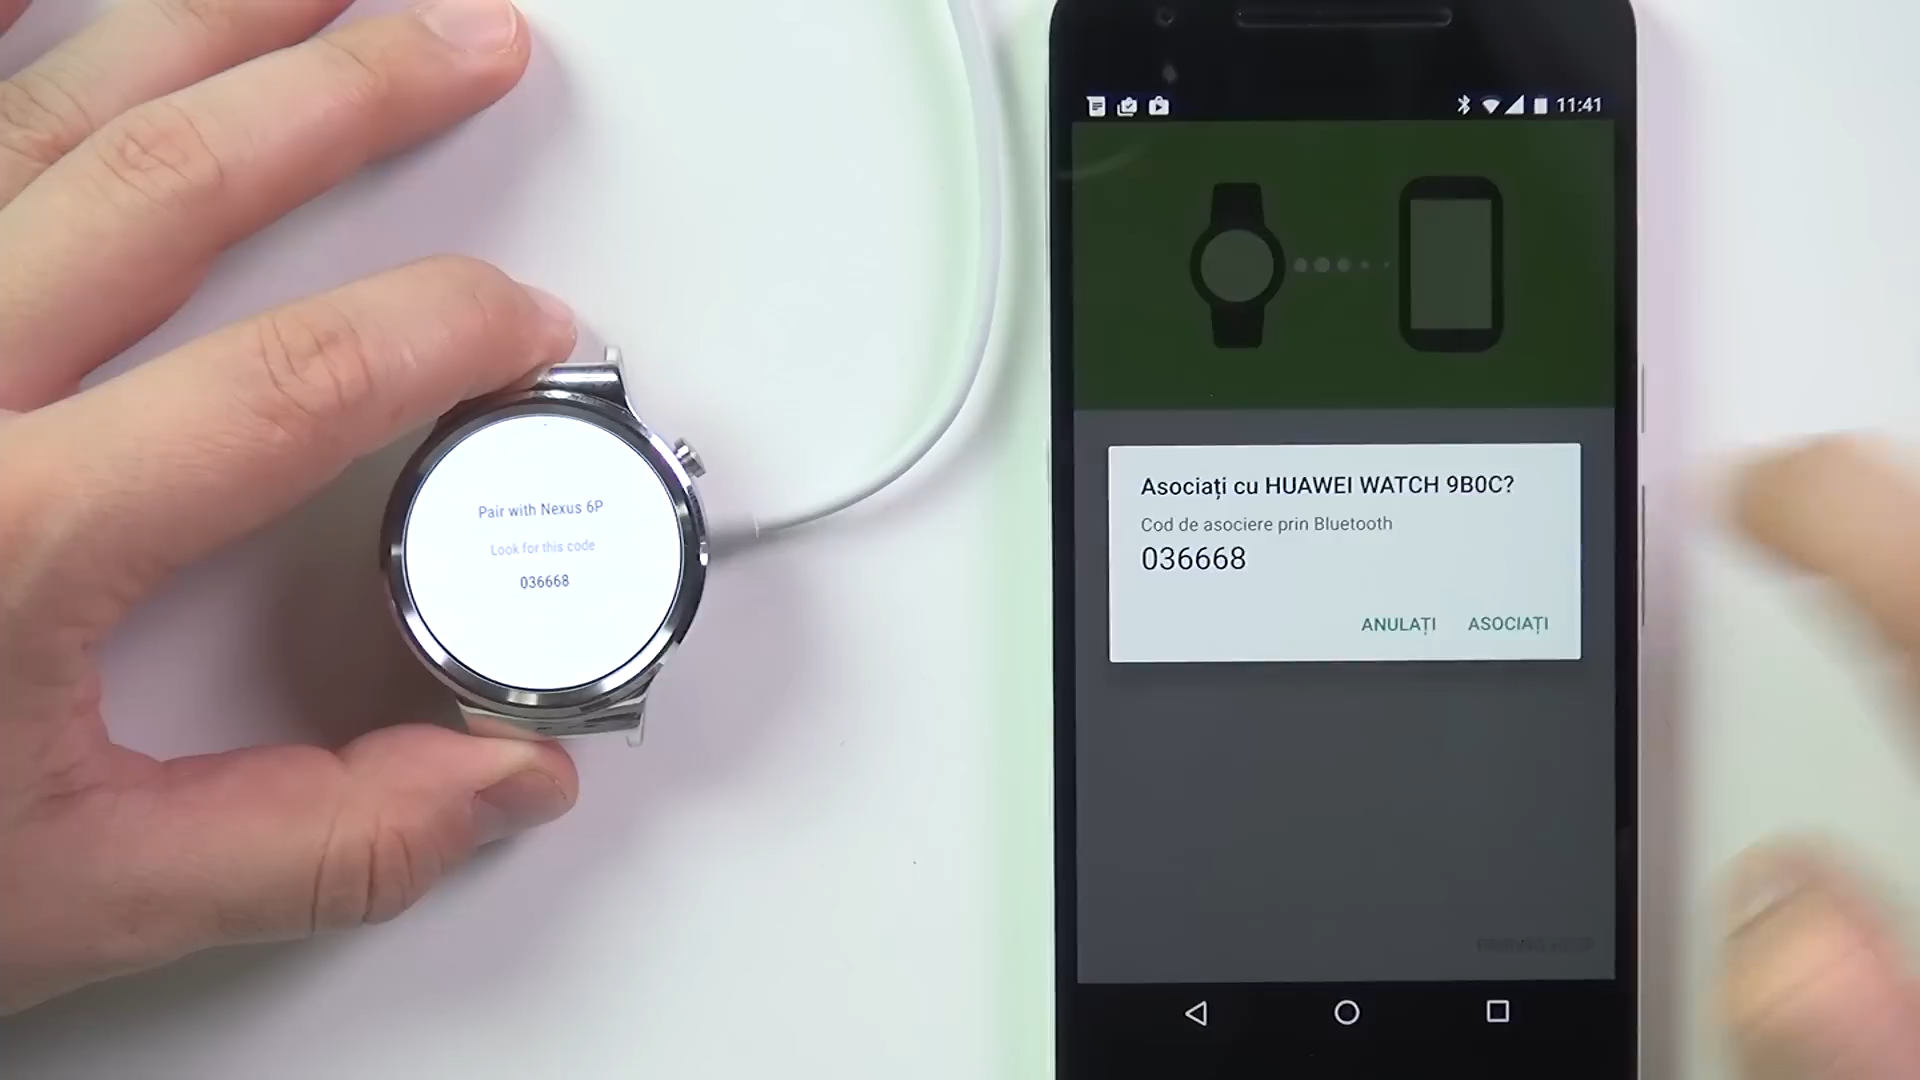 Pair with Nexus 6P
Look for this code
036668
11:41
Asociați cu HUAWEI WATCH 9B0C?
Cod de asociere prin Bluetooth
036668
ANULAȚI ASOCIAȚI